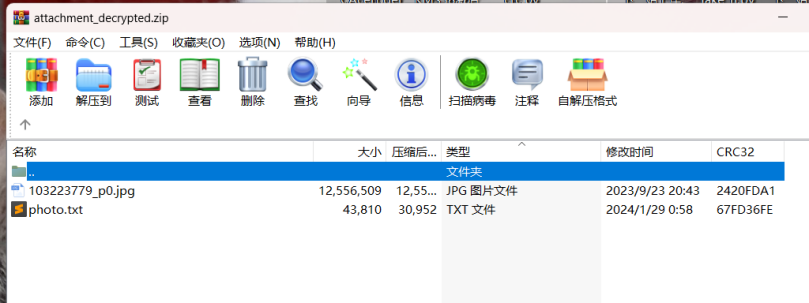 attachment_decrypted.zip
文件(F) 命令(C) 工具(S) 收藏夹(O) 选项(N) 帮助(H)
添加 解压到 测试 查看 删除 查找 向导 信息 扫描病毒 注释 自解压格式
名称 大小 压缩后... 类型 修改时间 CRC32
.. 文件夹
103223779_p0.jpg 12,556,509 12,55... JPG 图片文件 2023/9/23 20:43 2420FDA1
photo.txt 43,810 30,952 TXT 文件 2024/1/29 0:58 67FD36FE